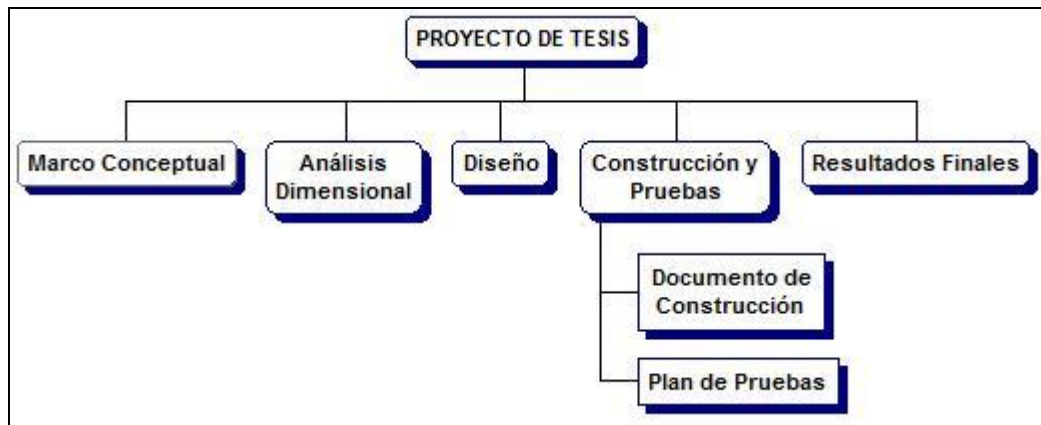 PROYECTO DE TESIS
Marco Conceptual
Análisis
Dimensional
Diseño
Construcción y
Pruebas
Resultados Finales
Documento de
Construcción
Plan de Pruebas